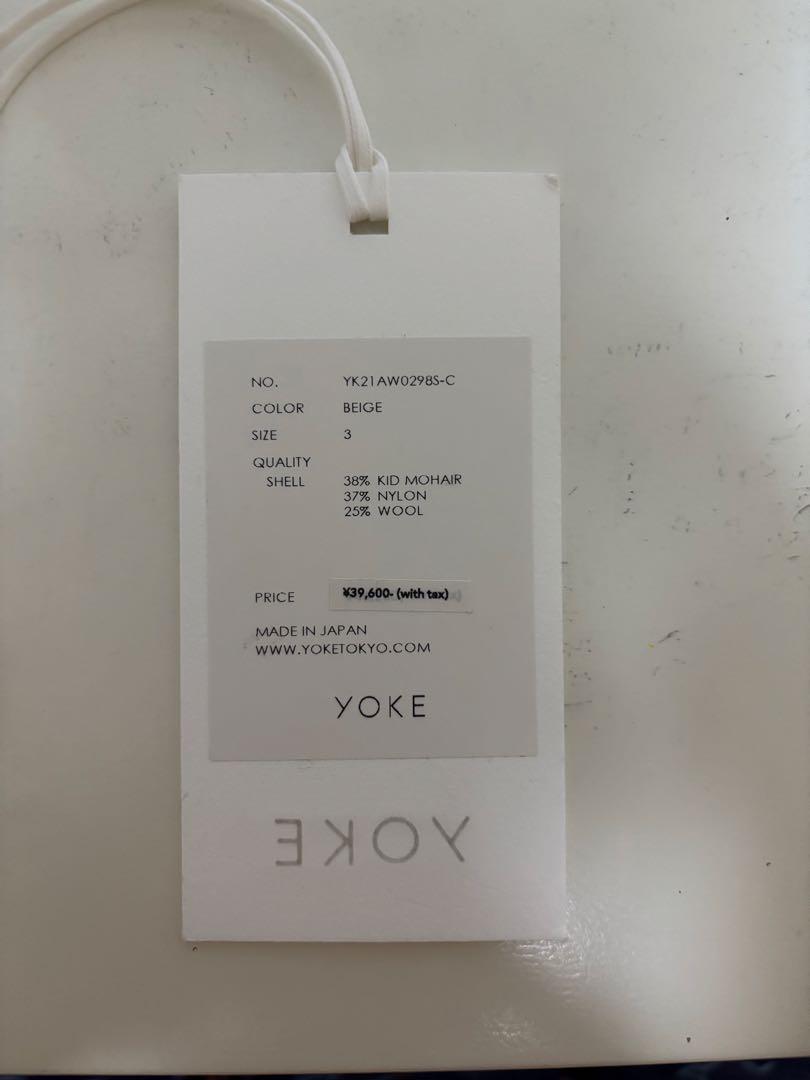 NO. YK21AW0298S-C
COLOR BEIGE
SIZE 3
QUALITY
SHELL 38% KID MOHAIR
37% NYLON
25% WOOL
PRICE ¥39,600- (with tax)
MADE IN JAPAN
WWW.YOKETOKYO.COM
YOKE
YOKE